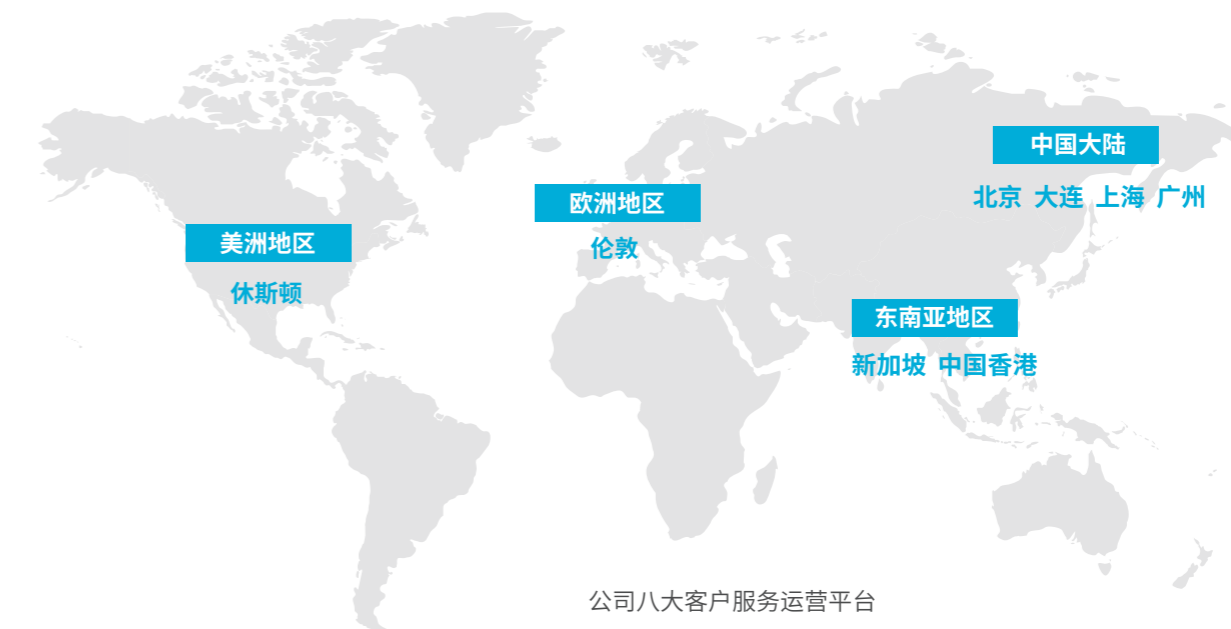 中国大陆
北京 大连 上海 广州
欧洲地区
伦敦
美洲地区
休斯顿
东南亚地区
新加坡 中国香港
公司八大客户服务运营平台